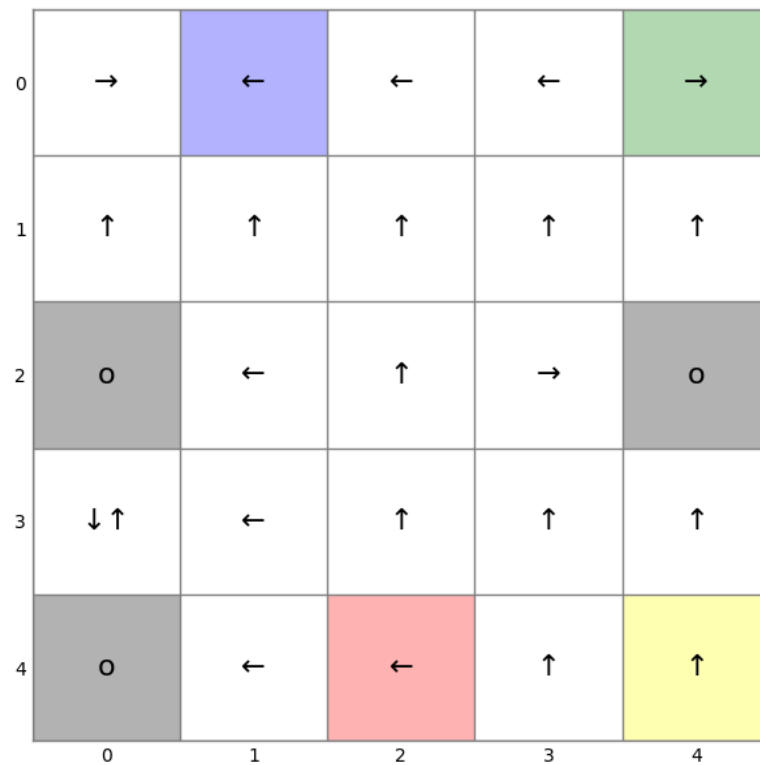 0 → ← ← ← →
1 ↑ ↑ ↑ ↑ ↑
2 o ← ↑ → o
3 ↓↑ ← ↑ ↑ ↑
4 o ← ← ↑ ↑
0 1 2 3 4